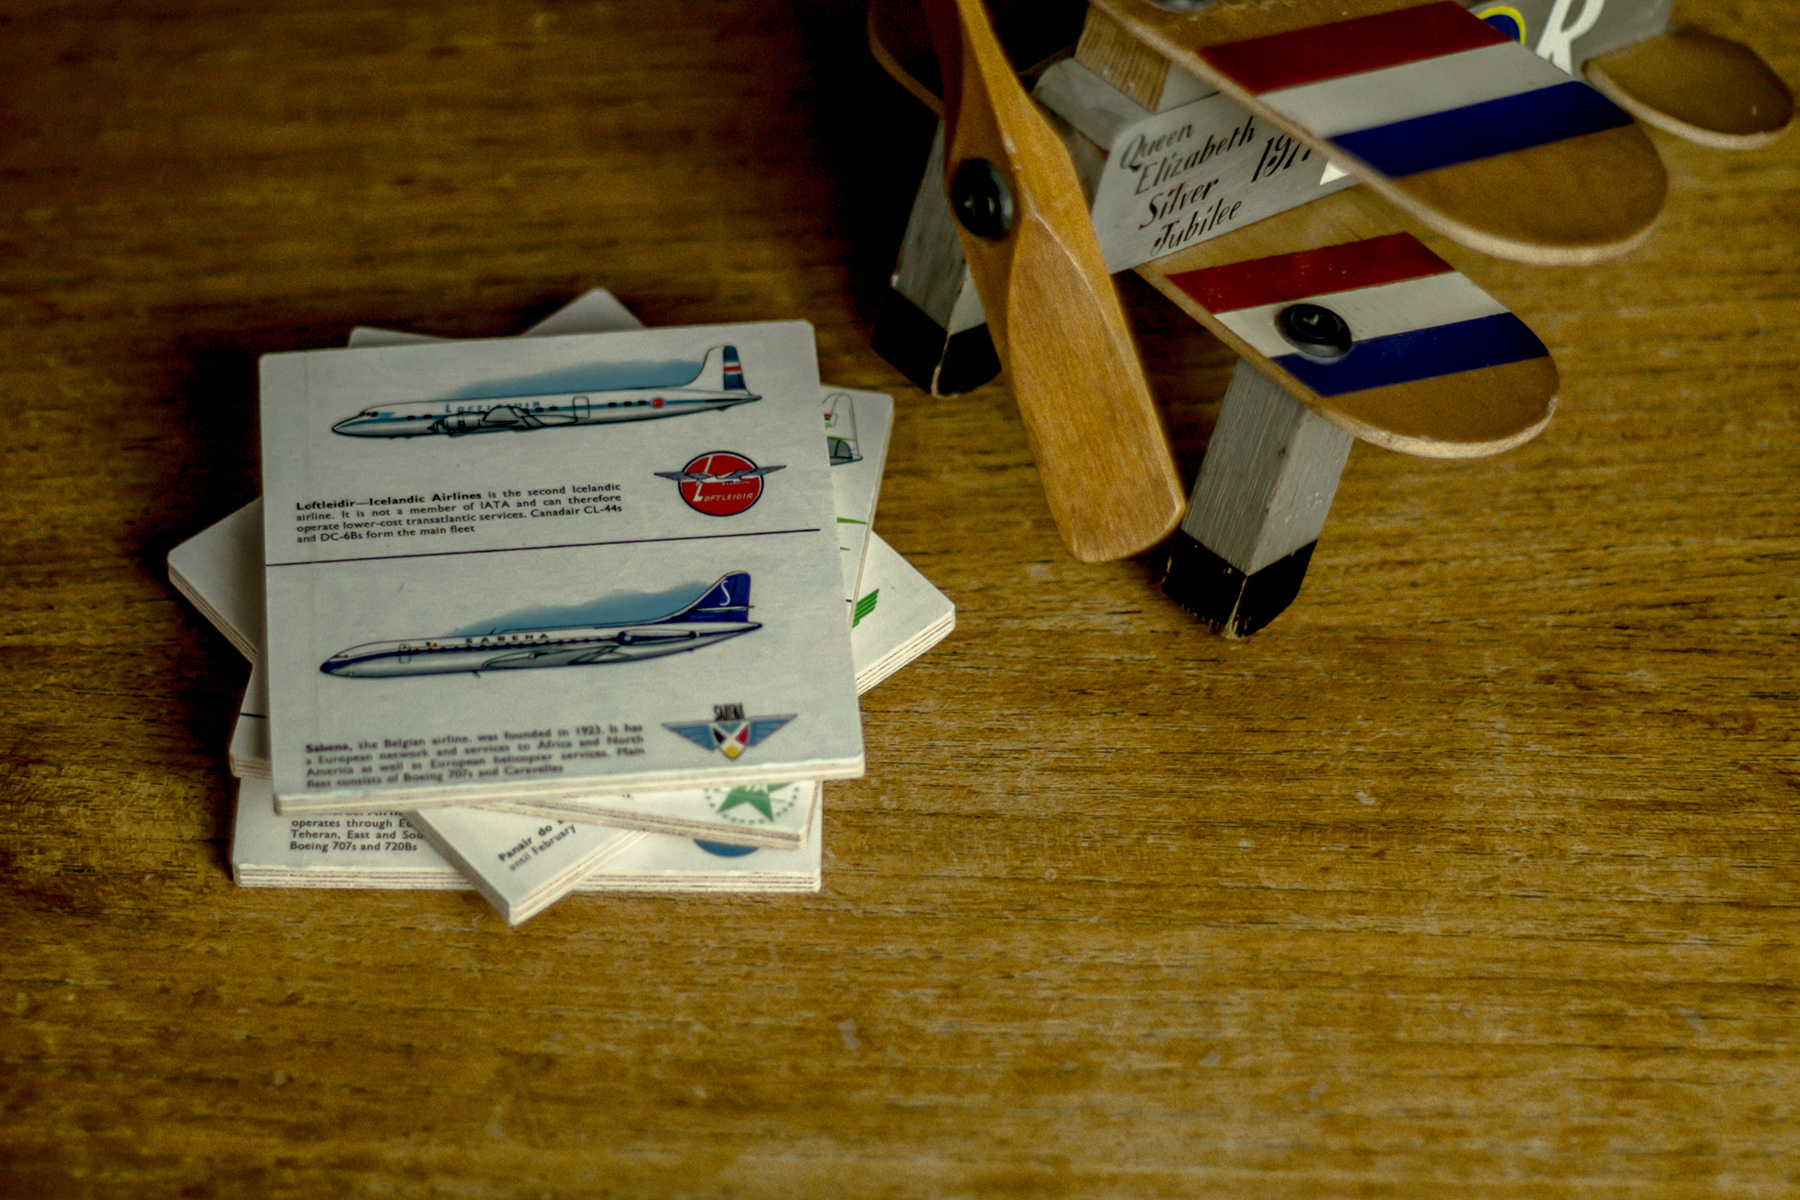 R
Queen
Elizabeth
Silver
Jubilee
197
Loftleidir
Loftleidir—Icelandic Airlines is the second Icelandic
airline. It is not a member of IATA and can therefore
operate lower-cost transatlantic services. Canadair CL-44s
and DC-6Bs form the main fleet
LOFTLEIDIR
SABENA
S
SABENA
Sabena, the Belgian airline, was founded in 1923. It has
a European network and services to Africa and North
America as well as European helicopter services. Main
fleet consists of Boeing 707s and Caravelles
operates through
Teheran, East and
Boeing 707s and 720Bs
Panair do
until February